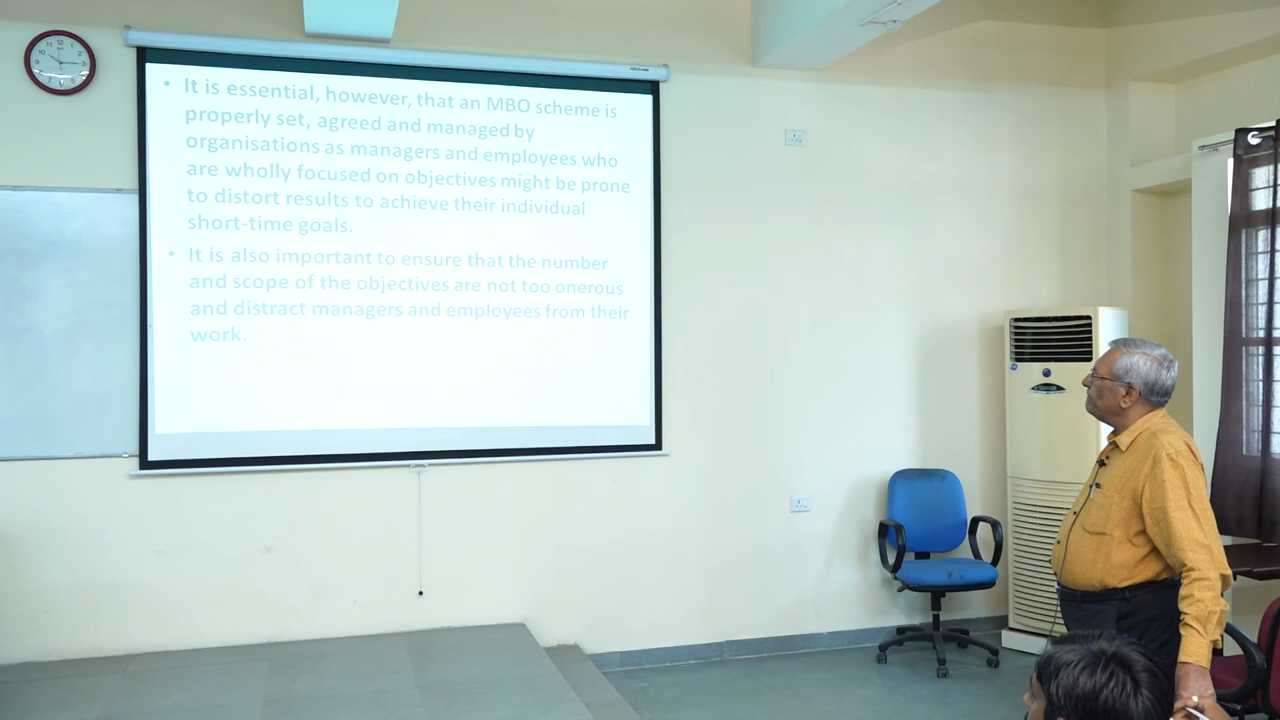 • It is essential, however, that an MBO scheme is
properly set, agreed and managed by
organisations as managers and employees who
are wholly focused on objectives might be prone
to distort results to achieve their individual
short-time goals.
• It is also important to ensure that the number
and scope of the objectives are not too onerous
and distract managers and employees from their
work.